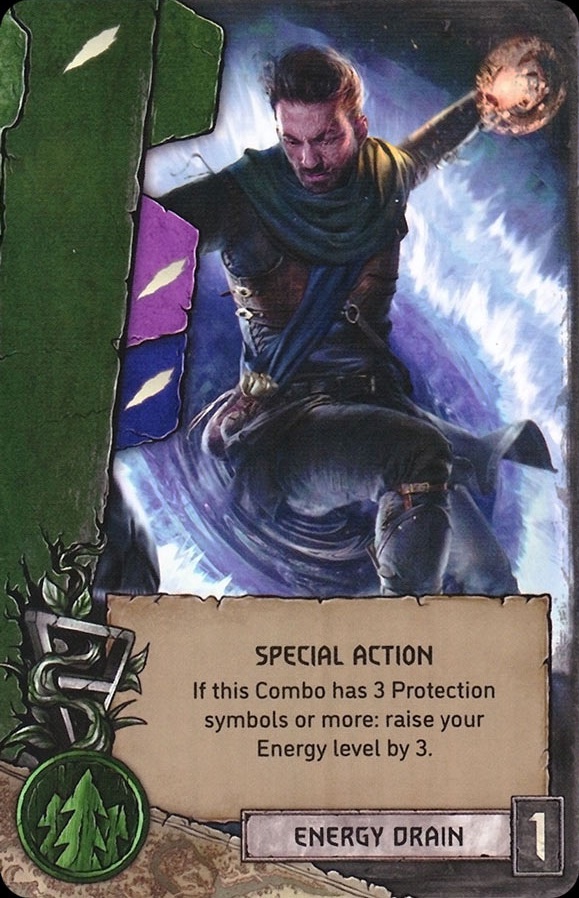 SPECIAL ACTION
If this Combo has 3 Protection
symbols or more: raise your
Energy level by 3.
ENERGY DRAIN
1